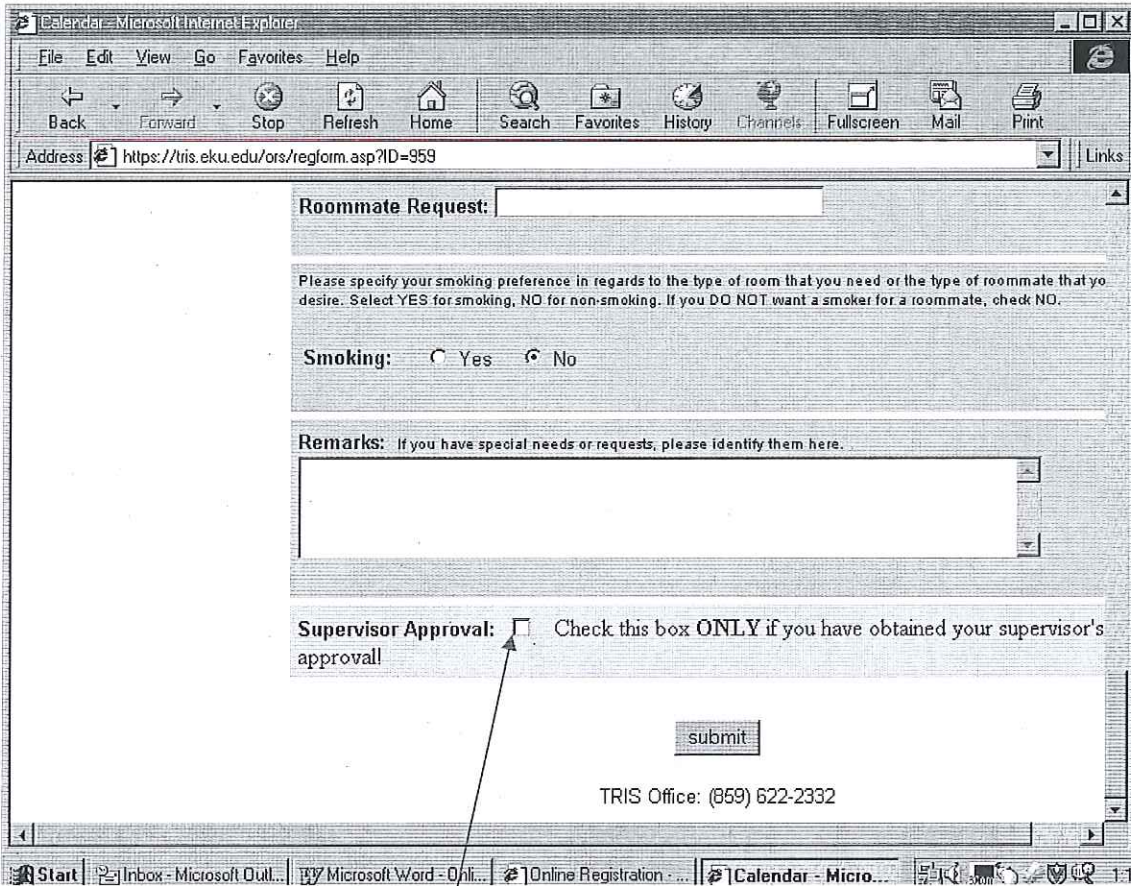 Calendar - Microsoft Internet Explorer
File Edit View Go Favorites Help
Back Forward Stop Refresh Home Search Favorites History Channels Fullscreen Mail Print
Address https://tris.eku.edu/ors/regform.asp?ID=959 Links
Roommate Request:
Please specify your smoking preference in regards to the type of room that you need or the type of roommate that yo
desire. Select YES for smoking, NO for non-smoking. If you DO NOT want a smoker for a roommate, check NO.
Smoking: Yes No
Remarks: If you have special needs or requests, please identify them here.
Supervisor Approval: Check this box ONLY if you have obtained your supervisor's
approval!
submit
TRIS Office: (859) 622-2332
Start Inbox - Microsoft Outl... Microsoft Word - Onli... Online Registration - ... Calendar - Micro... 1:1